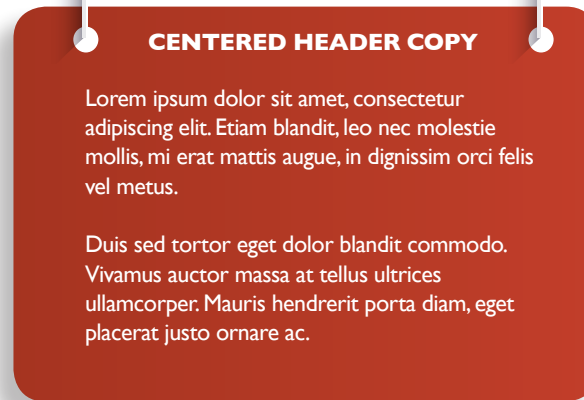 CENTERED HEADER COPY
Lorem ipsum dolor sit amet, consectetur
adipiscing elit. Etiam blandit, leo nec molestie
mollis, mi erat mattis augue, in dignissim orci felis
vel metus.
Duis sed tortor eget dolor blandit commodo.
Vivamus auctor massa at tellus ultrices
ullamcorper. Mauris hendrerit porta diam, eget
placerat justo ornare ac.